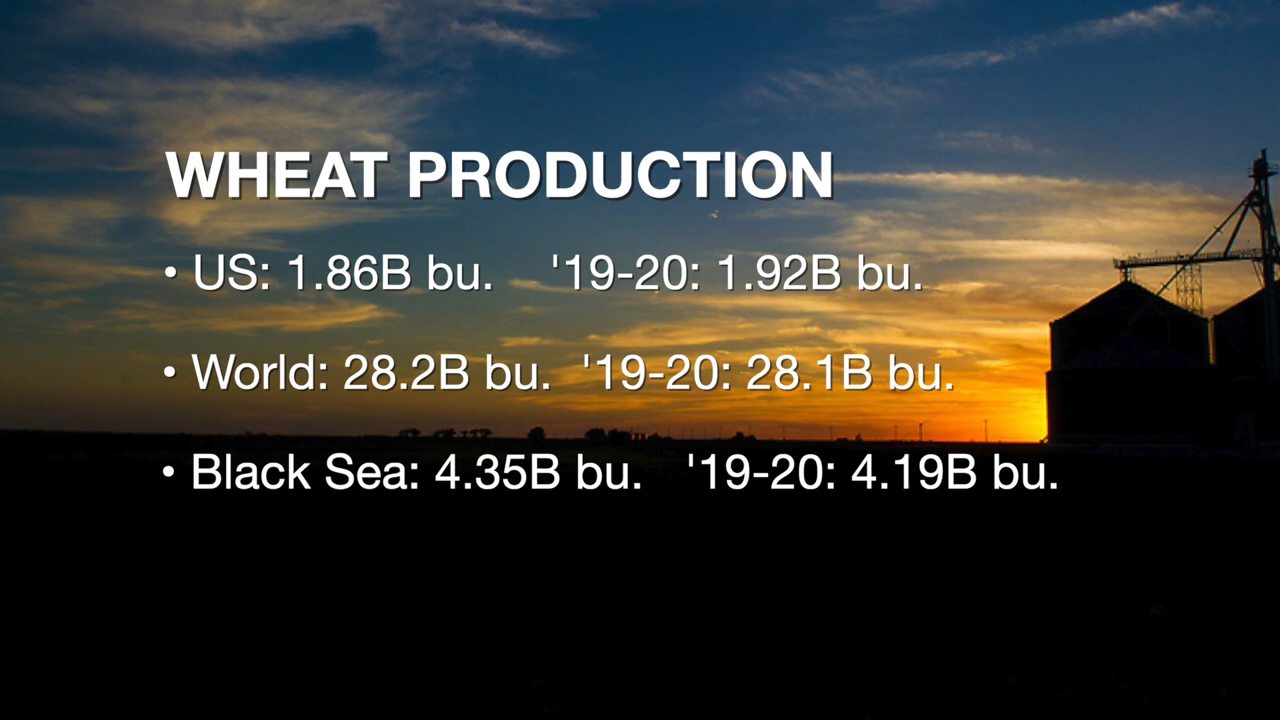 WHEAT PRODUCTION
• US: 1.86B bu. '19-20: 1.92B bu.
• World: 28.2B bu. '19-20: 28.1B bu.
• Black Sea: 4.35B bu. '19-20: 4.19B bu.